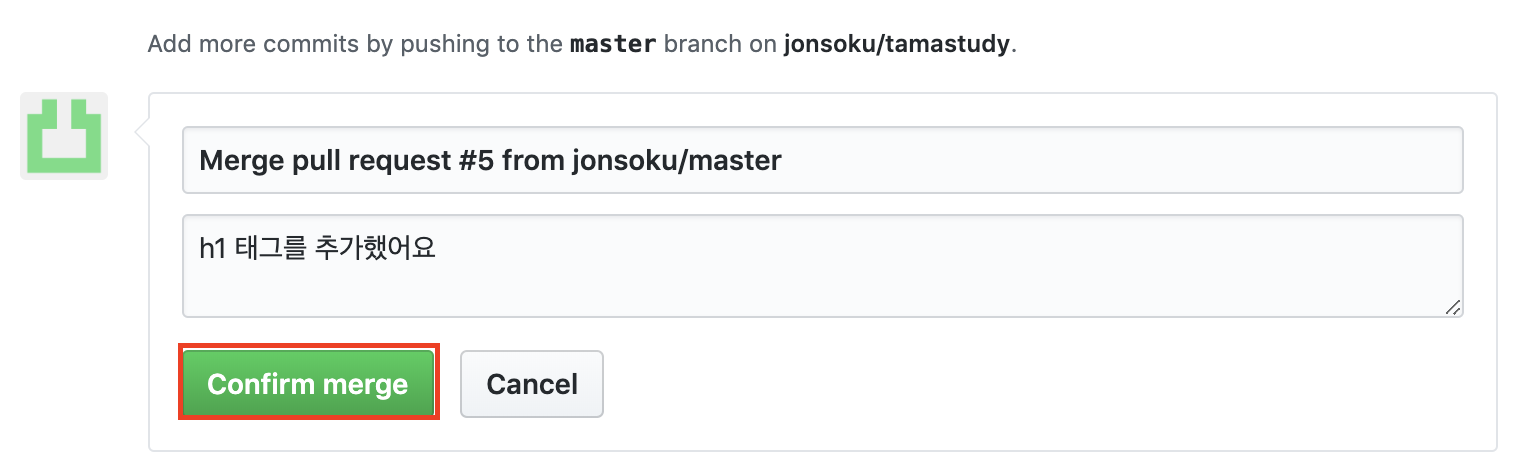 Add more commits by pushing to the master branch on jonsoku/tamastudy.
Merge pull request #5 from jonsoku/master
h1 태그를 추가했어요
Confirm merge
Cancel